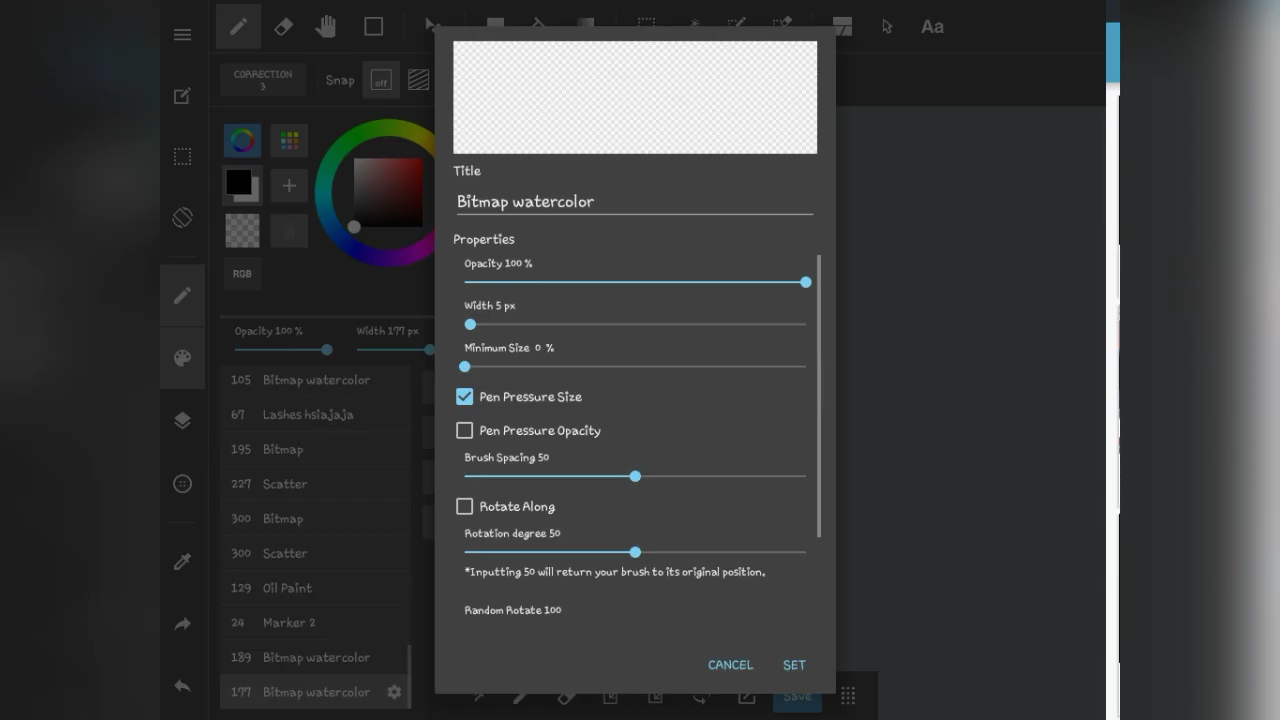 Aa
CORRECTION
3
Snap
off
RGB
Opacity 100 %
Width 177 px
105 Bitmap watercolor
67 Lashes hsiajaja
195 Bitmap
227 Scatter
300 Bitmap
300 Scatter
129 Oil Paint
24 Marker 2
189 Bitmap watercolor
177 Bitmap watercolor
Title
Bitmap watercolor
Properties
Opacity 100 %
Width 5 px
Minimum Size 0 %
Pen Pressure Size
Pen Pressure Opacity
Brush Spacing 50
Rotate Along
Rotation degree 50
*Inputting 50 will return your brush to its original position.
Random Rotate 100
CANCEL SET
Save